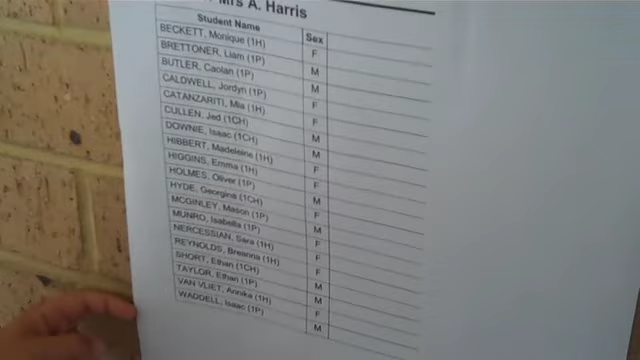 Mrs A. Harris
Student Name Sex
BECKETT, Monique (1H) F
BRETTONER, Liam (1P) M
BUTLER, Caolan (1P) M
CALDWELL, Jordyn (1P) F
CATANZARITI, Mia (1H) F
CULLEN, Jed (1CH) M
DOWNIE, Isaac (1CH) M
HIBBERT, Madeleine (1H) F
HIGGINS, Emma (1H) F
HOLMES, Oliver (1P) M
HYDE, Georgina (1CH) F
MCGINLEY, Mason (1P) M
MUNRO, Isabella (1P) F
NERCESSIAN, Sara (1H) F
REYNOLDS, Breanna (1H) F
SHORT, Ethan (1CH) M
TAYLOR, Ethan (1P) M
VAN VLIET, Annika (1H) F
WADDELL, Isaac (1P) M